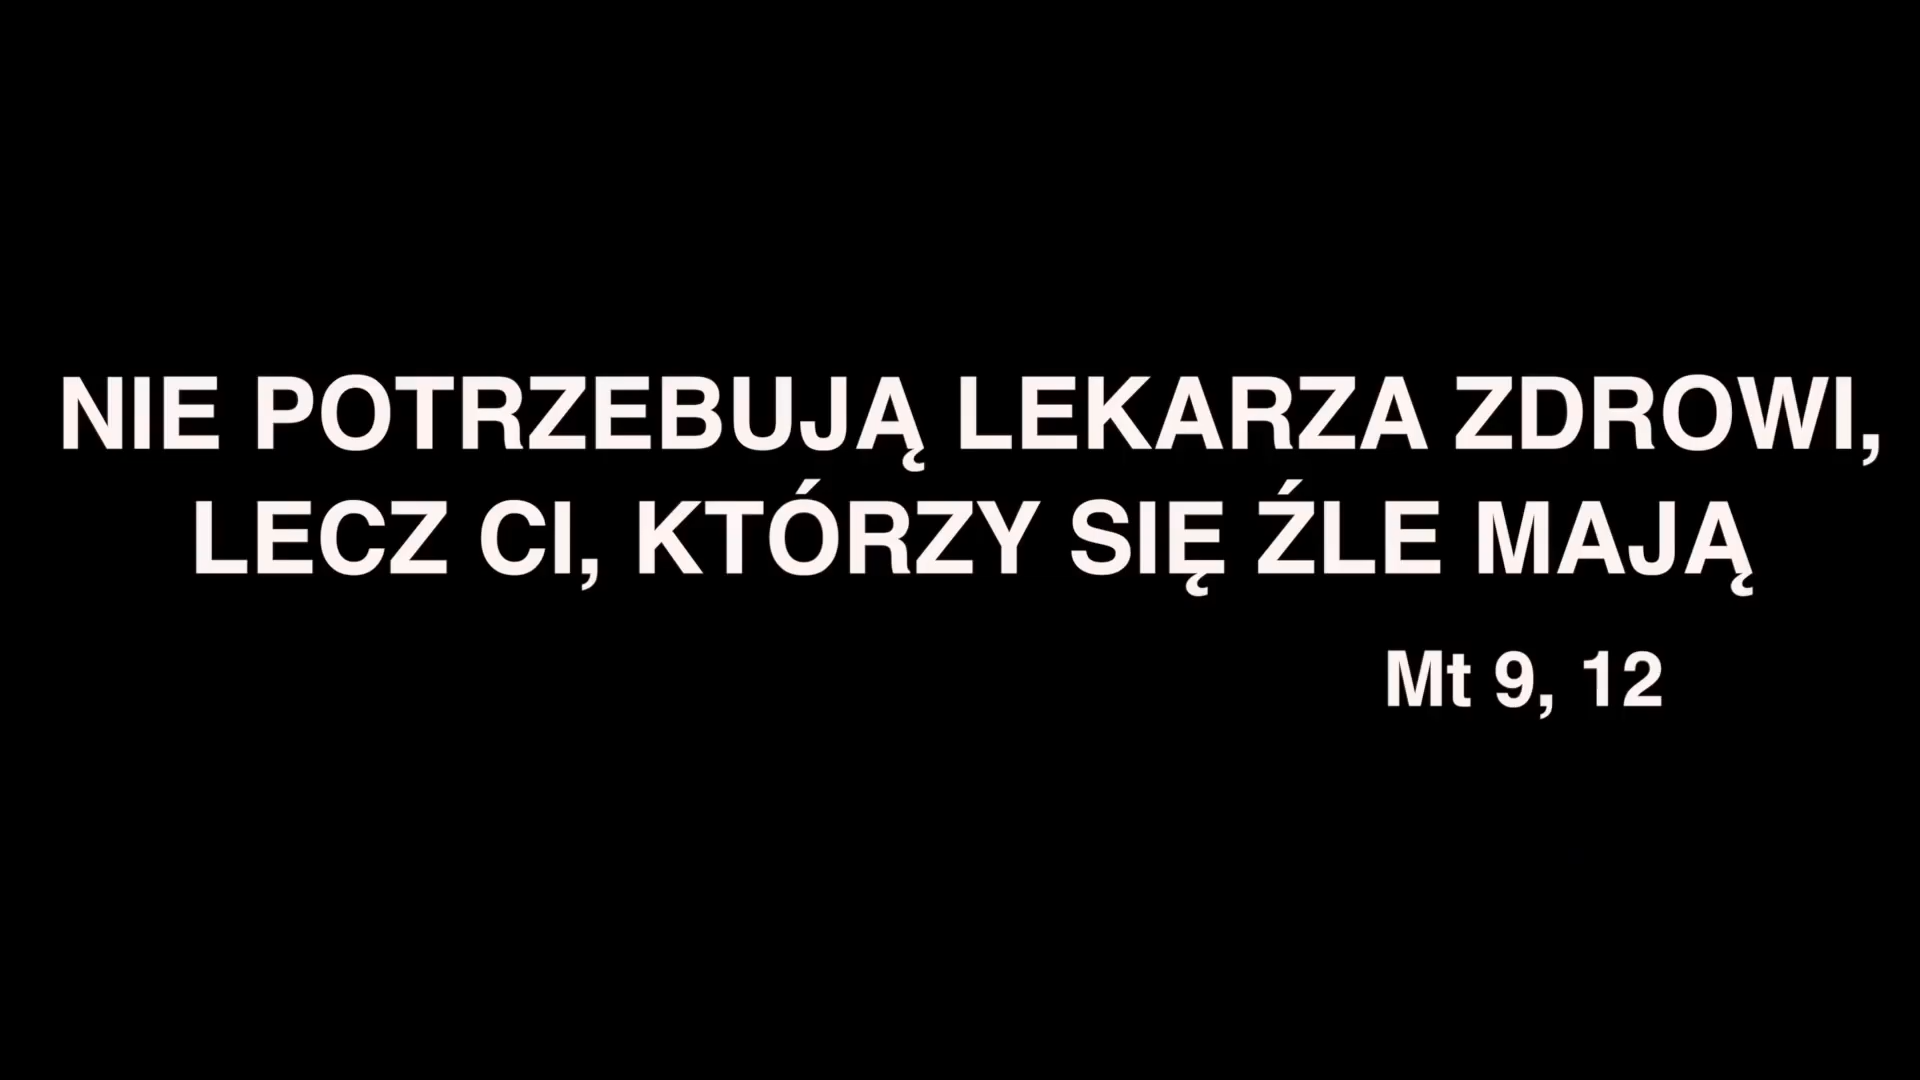 NIE POTRZEBUJĄ LEKARZA ZDROWI,
LECZ CI, KTÓRZY SIĘ ŹLE MAJĄ
Mt 9, 12